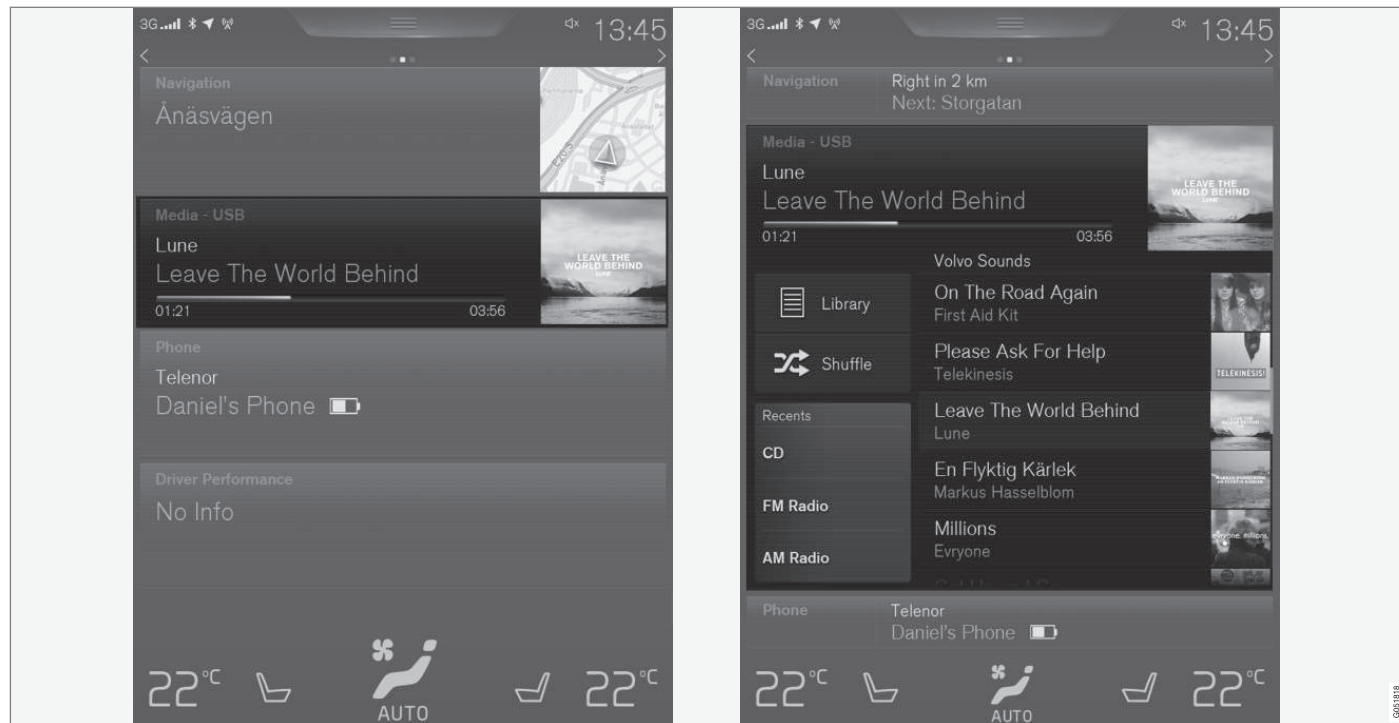 3G
13:45
Navigation
Ånäsvägen
E20 S
Media - USB
Lune
Leave The World Behind
01:21
03:56
LEAVE THE
WORLD BEHIND
LUNE
Phone
Telenor
Daniel's Phone
Driver Performance
No Info
22°C
AUTO
22°C
3G
13:45
Navigation
Right in 2 km
Next: Storgatan
Media - USB
Lune
Leave The World Behind
01:21
03:56
LEAVE THE
WORLD BEHIND
LUNE
Volvo Sounds
Library
Shuffle
Recents
CD
FM Radio
AM Radio
On The Road Again
First Aid Kit
Please Ask For Help
Telekinesis
TELEKINESIS!
Leave The World Behind
Lune
En Flyktig Kärlek
Markus Hasselblom
Millions
Evryone
evryone. millions.
Phone
Telenor
Daniel's Phone
22°C
AUTO
22°C
G051818